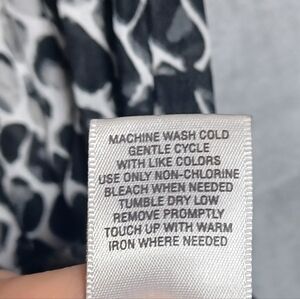 MACHINE WASH COLD
GENTLE CYCLE
WITH LIKE COLORS
USE ONLY NON-CHLORINE
BLEACH WHEN NEEDED
TUMBLE DRY LOW
REMOVE PROMPTLY
TOUCH UP WITH WARM
IRON WHERE NEEDED